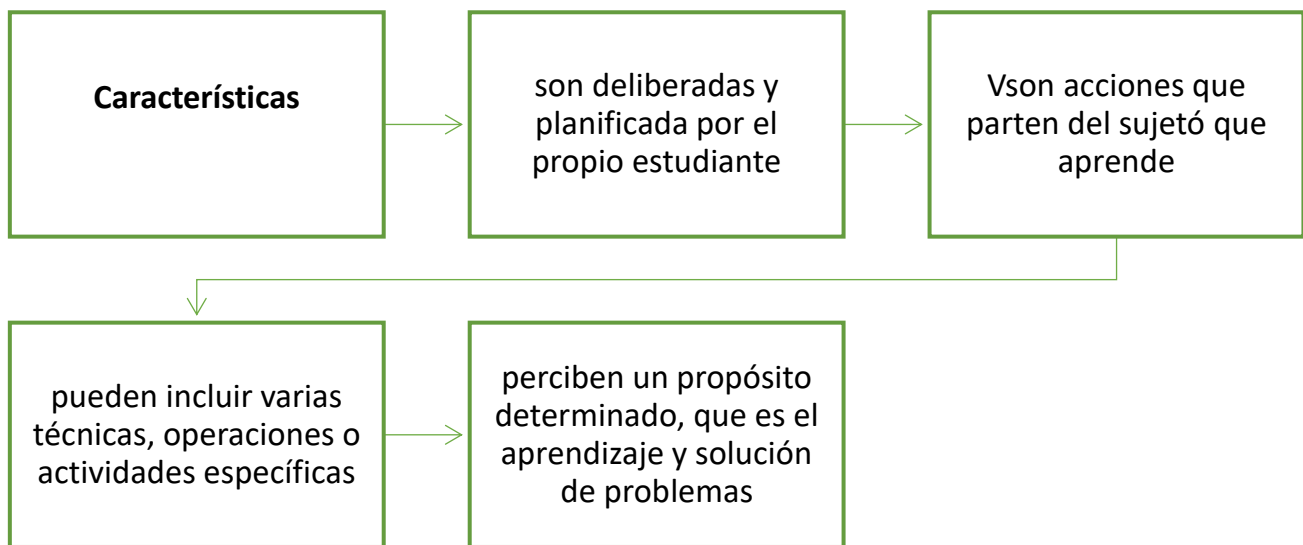 Características
son deliberadas y
planificada por el
propio estudiante
Vson acciones que
parten del sujetó que
aprende
pueden incluir varias
técnicas, operaciones o
actividades específicas
perciben un propósito
determinado, que es el
aprendizaje y solución
de problemas